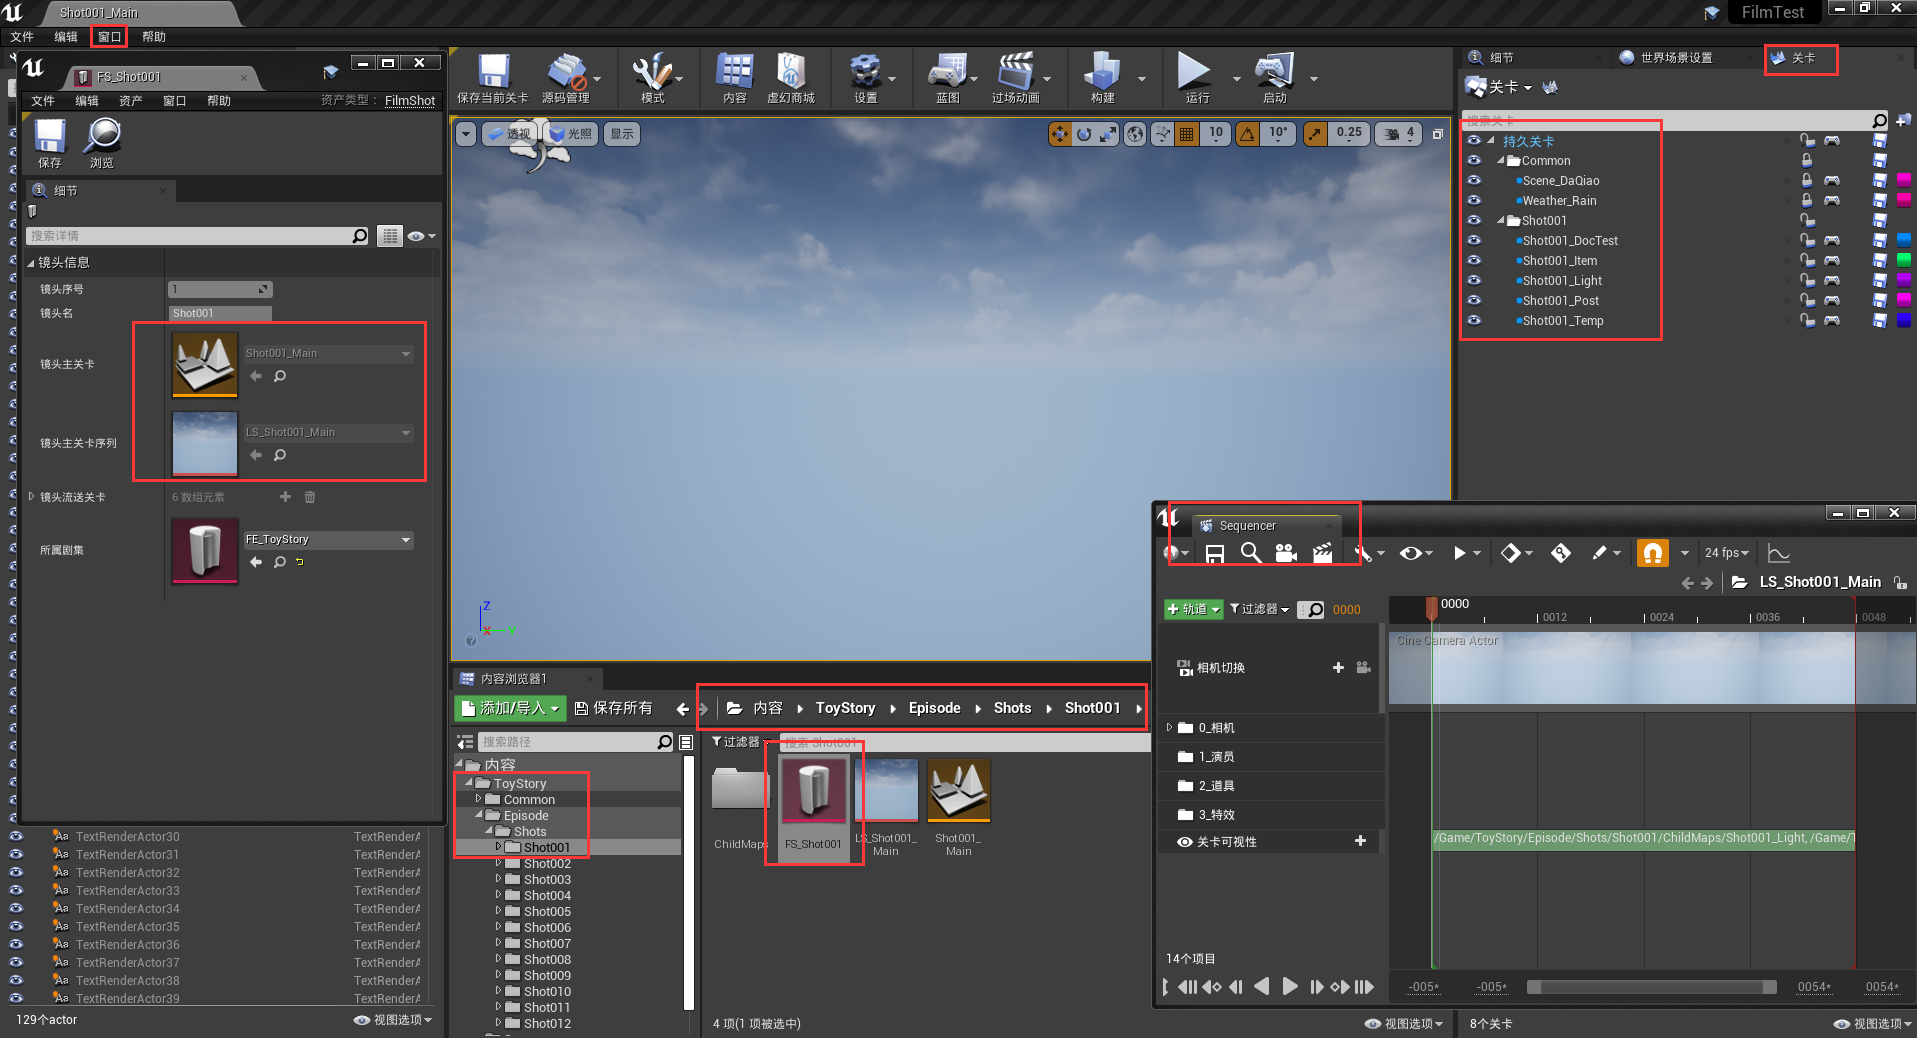 Shot001_Main
FilmTest
文件 编辑 窗口 帮助
FS_Shot001
文件 编辑 资产 窗口 帮助 资产类型： FilmShot
保存 浏览
细节
搜索详情
镜头信息
镜头序号 1
镜头名 Shot001
镜头主关卡 Shot001_Main
镜头主关卡序列 LS_Shot001_Main
镜头流送关卡 6 数组元素
所属剧集 FE_ToyStory
TextRenderActor30 TextRenderA
TextRenderActor31 TextRenderA
TextRenderActor32 TextRenderA
TextRenderActor33 TextRenderA
TextRenderActor34 TextRenderA
TextRenderActor35 TextRenderA
TextRenderActor36 TextRenderA
TextRenderActor37 TextRenderA
TextRenderActor38 TextRenderA
TextRenderActor39 TextRenderA
129个actor 视图选项
保存当前关卡 源码管理 模式 内容 虚幻商城 设置 蓝图 过场动画 构建 运行 启动
透视 光照 显示
10 10° 0.25 4
Z
X Y
内容浏览器1
添加/导入 保存所有 内容 ToyStory Episode Shots Shot001
搜索路径
过滤器 搜索 Shot001
内容
ToyStory
Common
Episode
Shots
Shot001
Shot002
Shot003
Shot004
Shot005
Shot006
Shot007
Shot008
Shot009
Shot010
Shot011
Shot012
ChildMaps
FS_Shot001
LS_Shot001_
Main
Shot001_
Main
4 项(1 项被选中) 视图选项
细节 世界场景设置 关卡
关卡
搜索关卡
持久关卡
Common
Scene_DaQiao
Weather_Rain
Shot001
Shot001_DocTest
Shot001_Item
Shot001_Light
Shot001_Post
Shot001_Temp
Sequencer
24 fps
LS_Shot001_Main
轨道 过滤器 0000
0000
0012 0024 0036 0048
Cine Camera Actor
相机切换
0_相机
1_演员
2_道具
3_特效
关卡可视性
/Game/ToyStory/Episode/Shots/Shot001/ChildMaps/Shot001_Light, /Game/T
14个项目
-005* -005* 0054* 0054*
8个关卡 视图选项